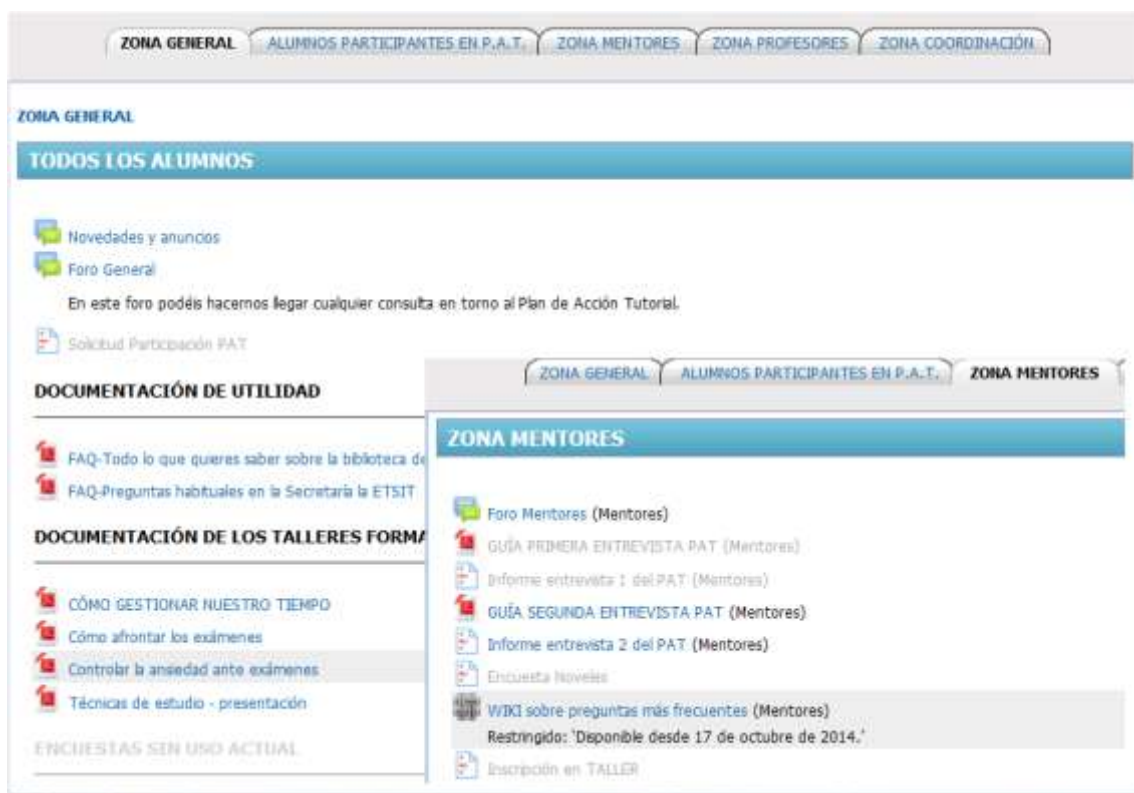 ZONA GENERAL
ALUMNOS PARTICIPANTES EN P.A.T.
ZONA MENTORES
ZONA PROFESORES
ZONA COORDINACIÓN
ZONA GENERAL
TODOS LOS ALUMNOS
Novedades y anuncios
Foro General
En este foro podéis hacernos llegar cualquier consulta en torno al Plan de Acción Tutorial.
Solicitud Participación PAT
DOCUMENTACIÓN DE UTILIDAD
FAQ-Todo lo que quieres saber sobre la biblioteca de
FAQ-Preguntas habituales en la Secretaría la ETSIT
DOCUMENTACIÓN DE LOS TALLERES FORMA
CÓMO GESTIONAR NUESTRO TIEMPO
Cómo afrontar los exámenes
Controlar la ansiedad ante exámenes
Técnicas de estudio - presentación
ENCUESTAS SIN USO ACTUAL
ZONA GENERAL
ALUMNOS PARTICIPANTES EN P.A.T.
ZONA MENTORES
ZONA MENTORES
Foro Mentores (Mentores)
GUÍA PRIMERA ENTREVISTA PAT (Mentores)
Informe entrevista 1 del PAT (Mentores)
GUÍA SEGUNDA ENTREVISTA PAT (Mentores)
Informe entrevista 2 del PAT (Mentores)
Encuesta Noveles
WIKI sobre preguntas más frecuentes (Mentores)
Restringido: 'Disponible desde 17 de octubre de 2014.'
Inscripción en TALLER